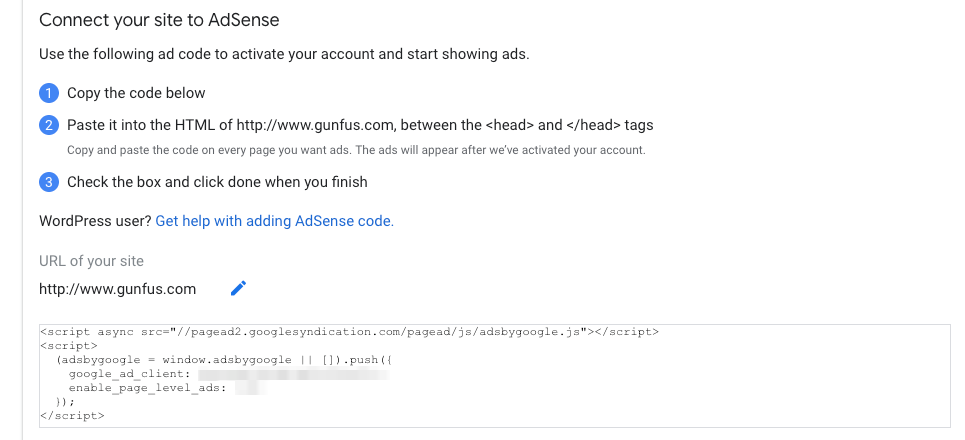 Connect your site to AdSense
Use the following ad code to activate your account and start showing ads.
1 Copy the code below
2 Paste it into the HTML of http://www.gunfus.com, between the <head> and </head> tags
Copy and paste the code on every page you want ads. The ads will appear after we've activated your account.
3 Check the box and click done when you finish
WordPress user? Get help with adding AdSense code.
URL of your site
http://www.gunfus.com
<script async src="//pagead2.googlesyndication.com/pagead/js/adsbygoogle.js"></script>
<script>
(adsbygoogle = window.adsbygoogle || []).push({
google_ad_client:
enable_page_level_ads:
});
</script>